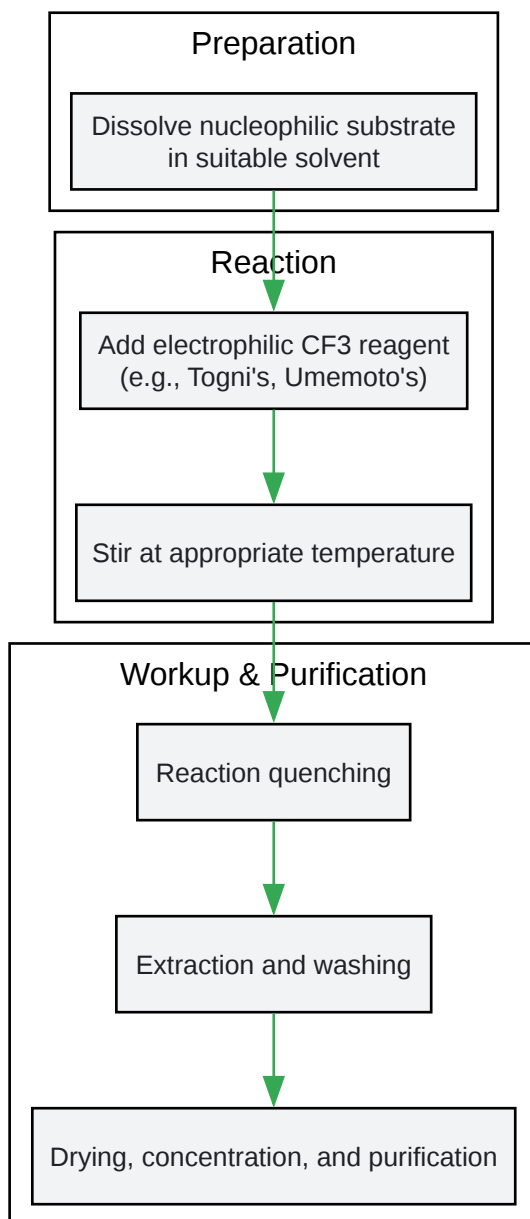 Preparation
Dissolve nucleophilic substrate
in suitable solvent
Reaction
Add electrophilic CF3 reagent
(e.g., Togni's, Umemoto's)
Stir at appropriate temperature
Workup & Purification
Reaction quenching
Extraction and washing
Drying, concentration, and purification